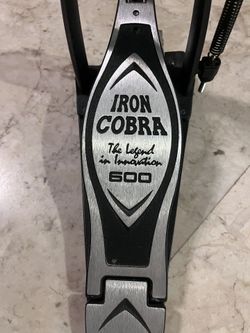 IRON
COBRA
The Legend
in Innovation
600